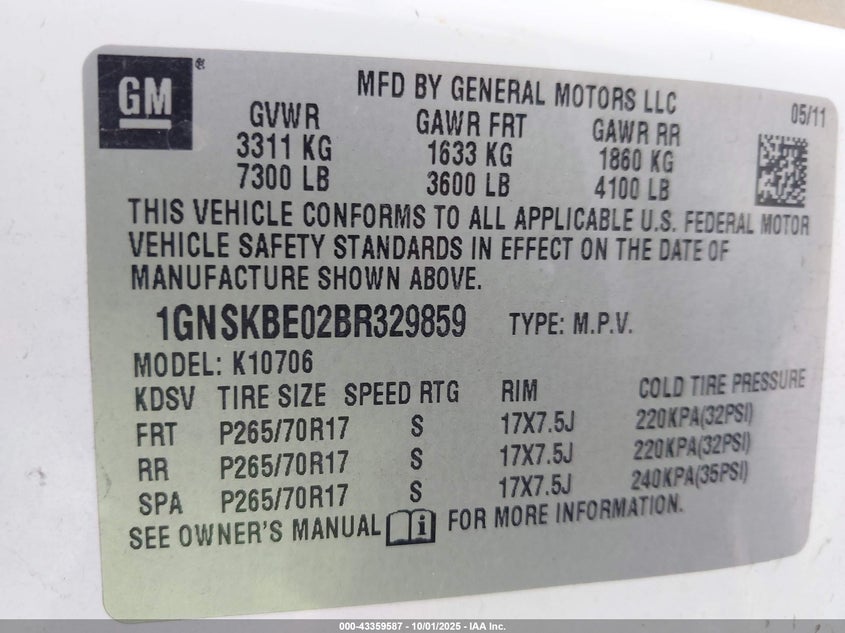 GM®
MFD BY GENERAL MOTORS LLC
05/11
GVWR GAWR FRT GAWR RR
3311 KG 1633 KG 1860 KG
7300 LB 3600 LB 4100 LB
THIS VEHICLE CONFORMS TO ALL APPLICABLE U.S. FEDERAL MOTOR
VEHICLE SAFETY STANDARDS IN EFFECT ON THE DATE OF
MANUFACTURE SHOWN ABOVE.
1GNSKBE02BR329859 TYPE: M.P.V.
MODEL: K10706
KDSV TIRE SIZE SPEED RTG RIM COLD TIRE PRESSURE
FRT P265/70R17 S 17X7.5J 220KPA(32PSI)
RR P265/70R17 S 17X7.5J 220KPA(32PSI)
SPA P265/70R17 S 17X7.5J 240KPA(35PSI)
SEE OWNER'S MANUAL i FOR MORE INFORMATION.
000-43359587 - 10/01/2025 - IAA Inc.